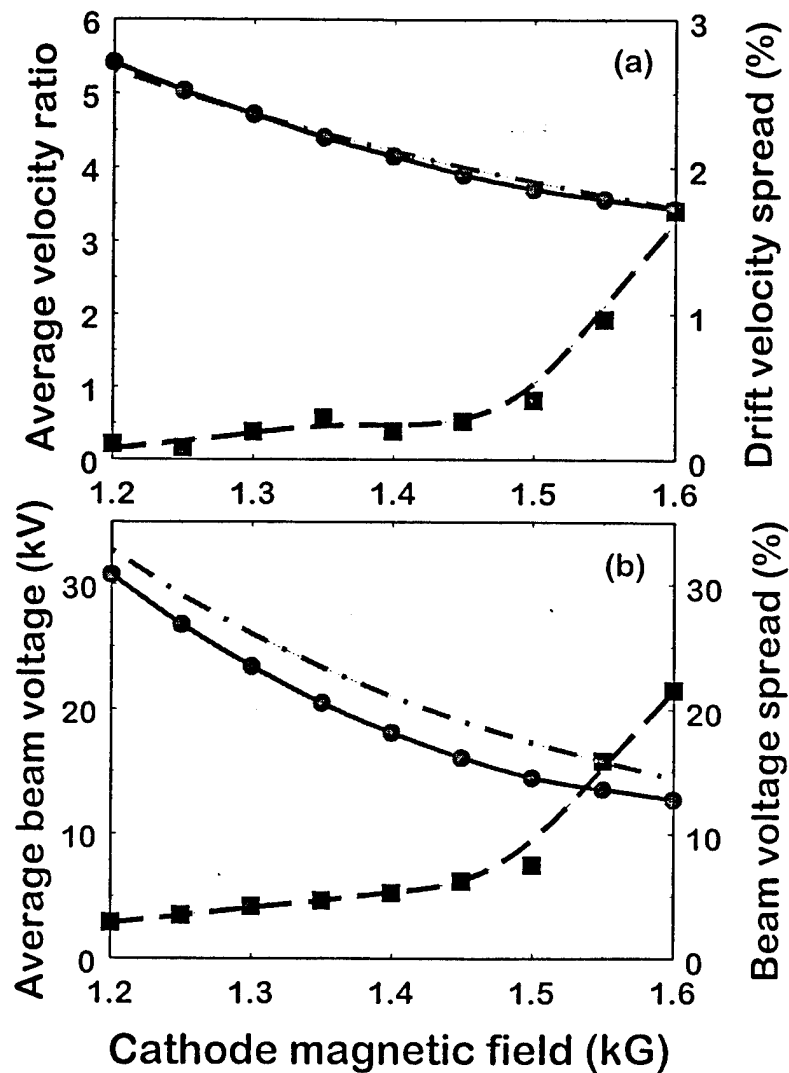 Average velocity ratio
6
5
4
3
2
1
0
(a)
3
2
1
0
Drift velocity spread (%)
1.2 1.3 1.4 1.5 1.6
Average beam voltage (kV)
30
20
10
0
(b)
30
20
10
0
Beam voltage spread (%)
1.2 1.3 1.4 1.5 1.6
Cathode magnetic field (kG)